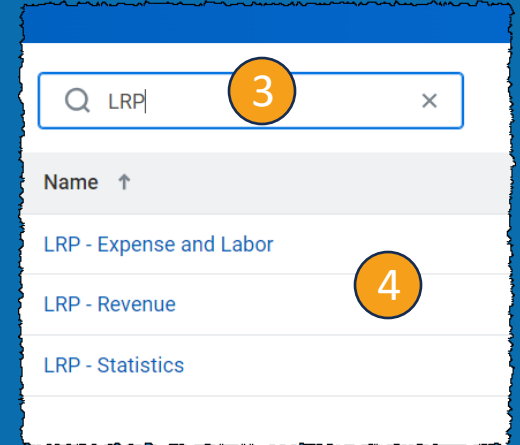 LRP
3
Name ↑
LRP - Expense and Labor
4
LRP - Revenue
LRP - Statistics